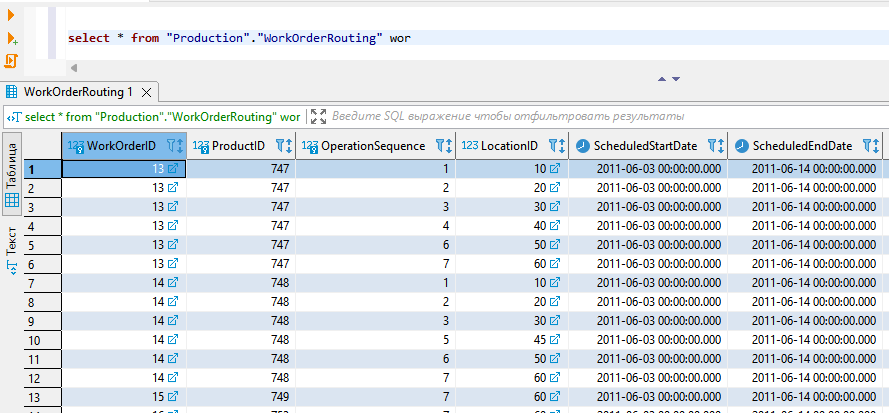 select * from "Production"."WorkOrderRouting" wor
WorkOrderRouting 1
select * from "Production"."WorkOrderRouting" wor Введите SQL выражение чтобы отфильтровать результаты
Таблица
Текст
123 WorkOrderID 123 ProductID 123 OperationSequence 123 LocationID ScheduledStartDate ScheduledEndDate
1 13 747 1 10 2011-06-03 00:00:00.000 2011-06-14 00:00:00.000
2 13 747 2 20 2011-06-03 00:00:00.000 2011-06-14 00:00:00.000
3 13 747 3 30 2011-06-03 00:00:00.000 2011-06-14 00:00:00.000
4 13 747 4 40 2011-06-03 00:00:00.000 2011-06-14 00:00:00.000
5 13 747 6 50 2011-06-03 00:00:00.000 2011-06-14 00:00:00.000
6 13 747 7 60 2011-06-03 00:00:00.000 2011-06-14 00:00:00.000
7 14 748 1 10 2011-06-03 00:00:00.000 2011-06-14 00:00:00.000
8 14 748 2 20 2011-06-03 00:00:00.000 2011-06-14 00:00:00.000
9 14 748 3 30 2011-06-03 00:00:00.000 2011-06-14 00:00:00.000
10 14 748 5 45 2011-06-03 00:00:00.000 2011-06-14 00:00:00.000
11 14 748 6 50 2011-06-03 00:00:00.000 2011-06-14 00:00:00.000
12 14 748 7 60 2011-06-03 00:00:00.000 2011-06-14 00:00:00.000
13 15 749 7 60 2011-06-03 00:00:00.000 2011-06-14 00:00:00.000